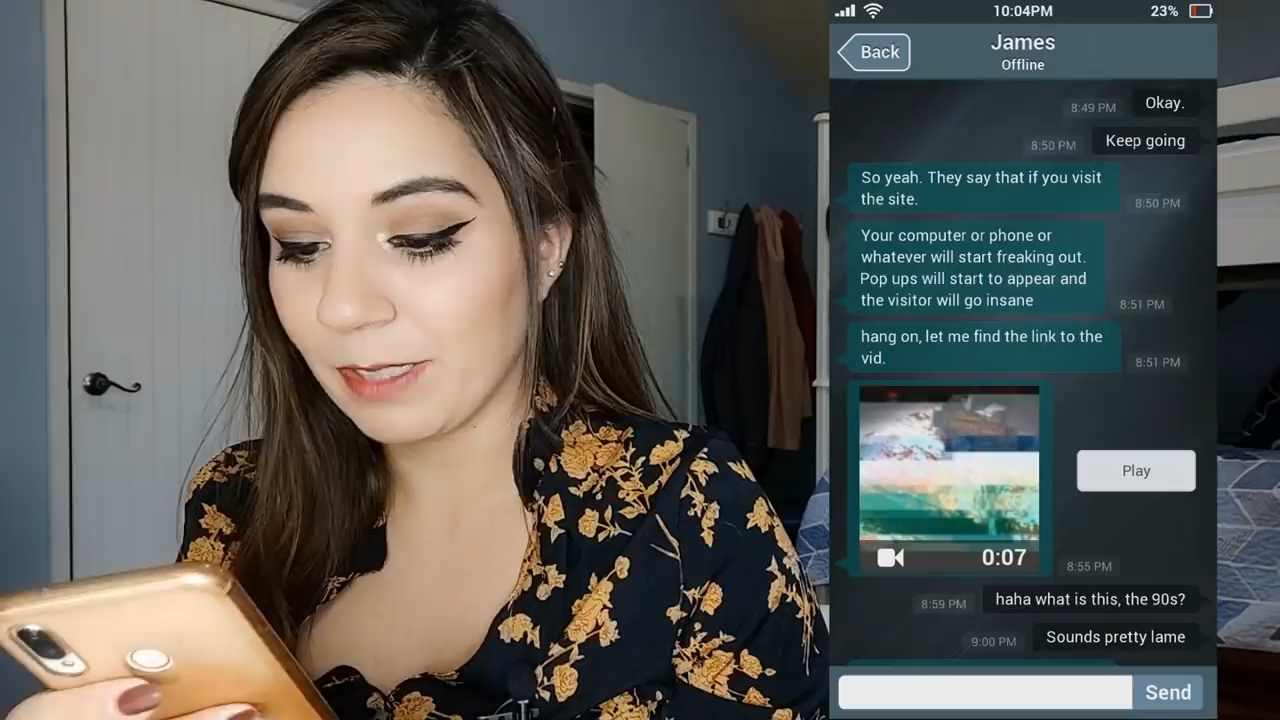 10:04PM 23%
Back
James
Offline
8:49 PM Okay.
8:50 PM Keep going
So yeah. They say that if you visit
the site.
8:50 PM
Your computer or phone or
whatever will start freaking out.
Pop ups will start to appear and
the visitor will go insane
8:51 PM
hang on, let me find the link to the
vid.
8:51 PM
Play
0:07
8:55 PM
8:59 PM haha what is this, the 90s?
9:00 PM Sounds pretty lame
Send